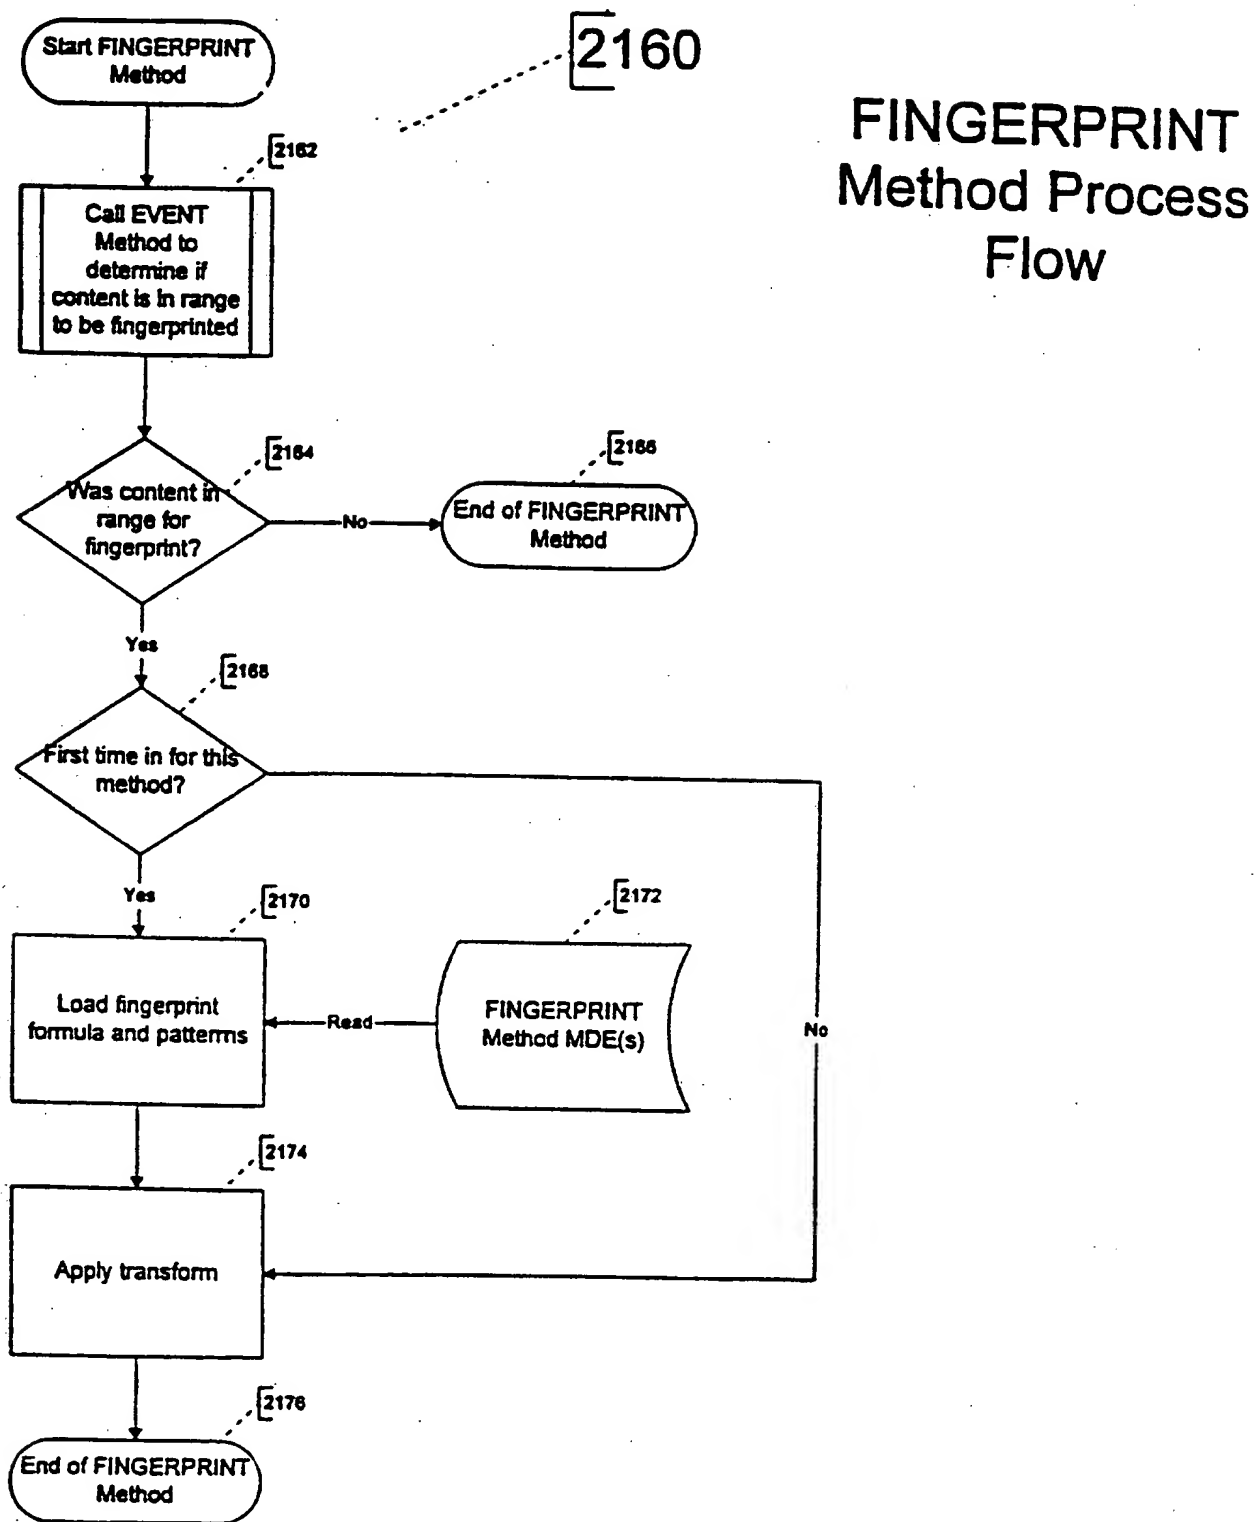 Start FINGERPRINT
Method
2160
FINGERPRINT
Method Process
Flow
2162
Call EVENT
Method to
determine if
content is in range
to be fingerprinted
2164
Was content in
range for
fingerprint?
No
2166
End of FINGERPRINT
Method
Yes
2168
First time in for this
method?
Yes
2170
Load fingerprint
formula and patterns
Read
2172
FINGERPRINT
Method MDE(s)
No
2174
Apply transform
2176
End of FINGERPRINT
Method